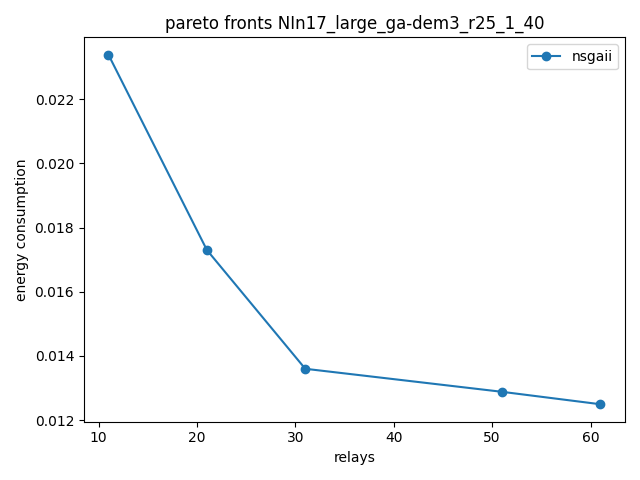 pareto fronts NIn17_large_ga-dem3_r25_1_40
nsgaii
energy consumption
0.022
0.020
0.018
0.016
0.014
0.012
10 20 30 40 50 60
relays